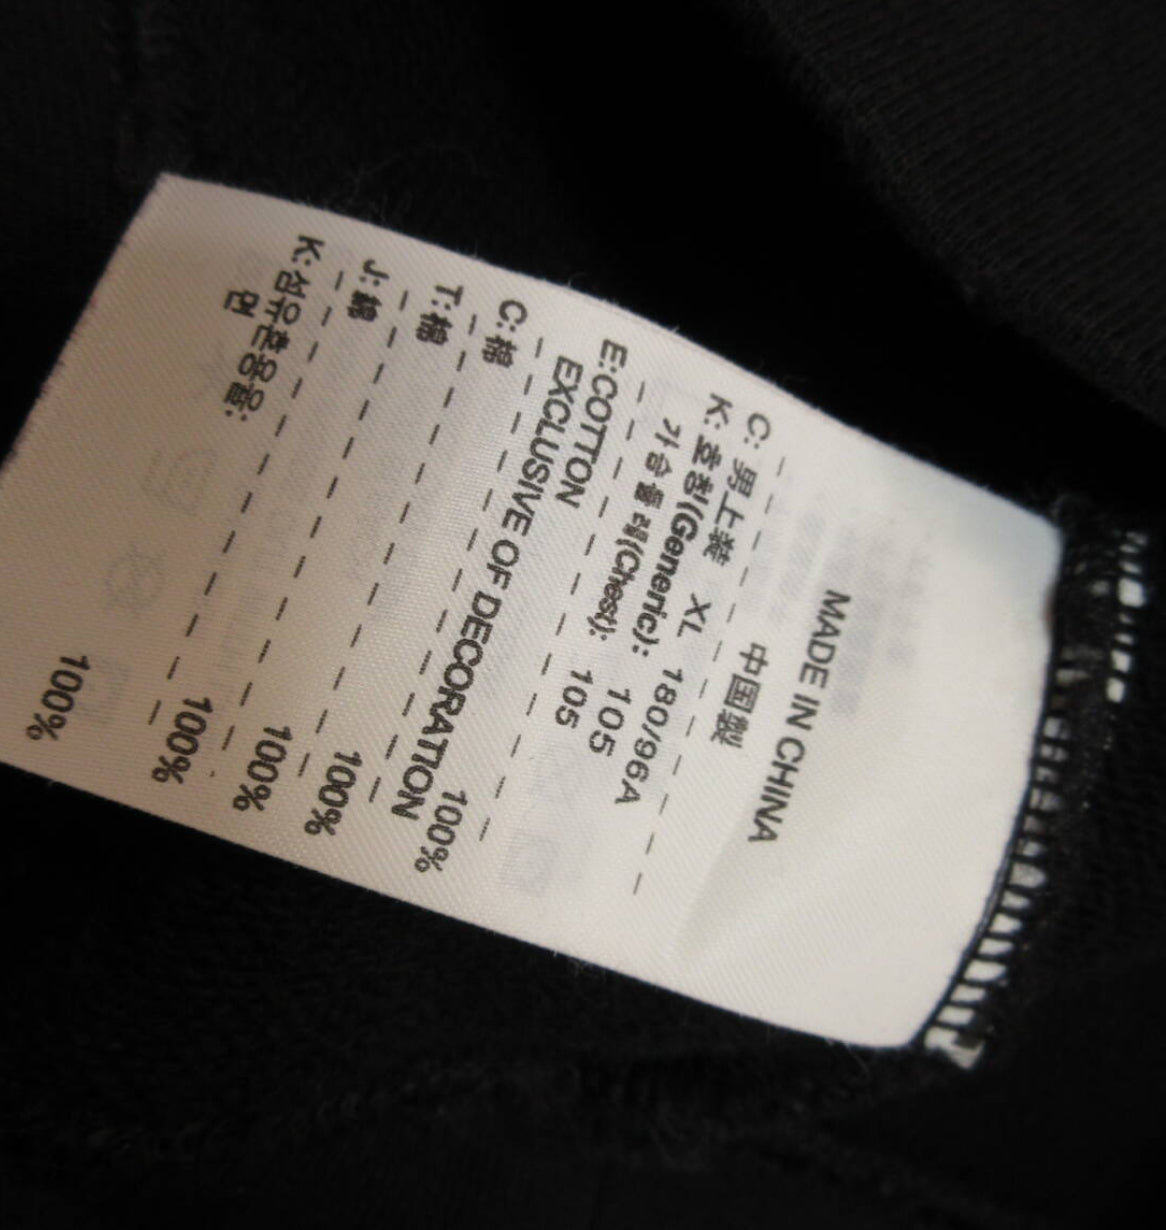 MADE IN CHINA
中国製
C: 男上装 XL 180/96A
K: 호칭(Generic): 105
가슴둘레(Chest): 105
E:COTTON 100%
EXCLUSIVE OF DECORATION
C: 棉 100%
T: 棉 100%
J: 綿 100%
K: 섬유혼용율:
면 100%